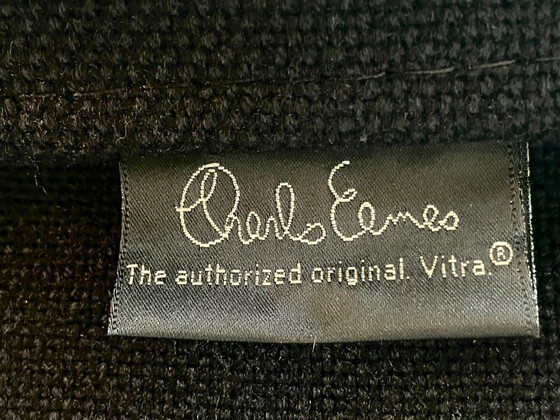 Charles Eames
The authorized original. Vitra.®